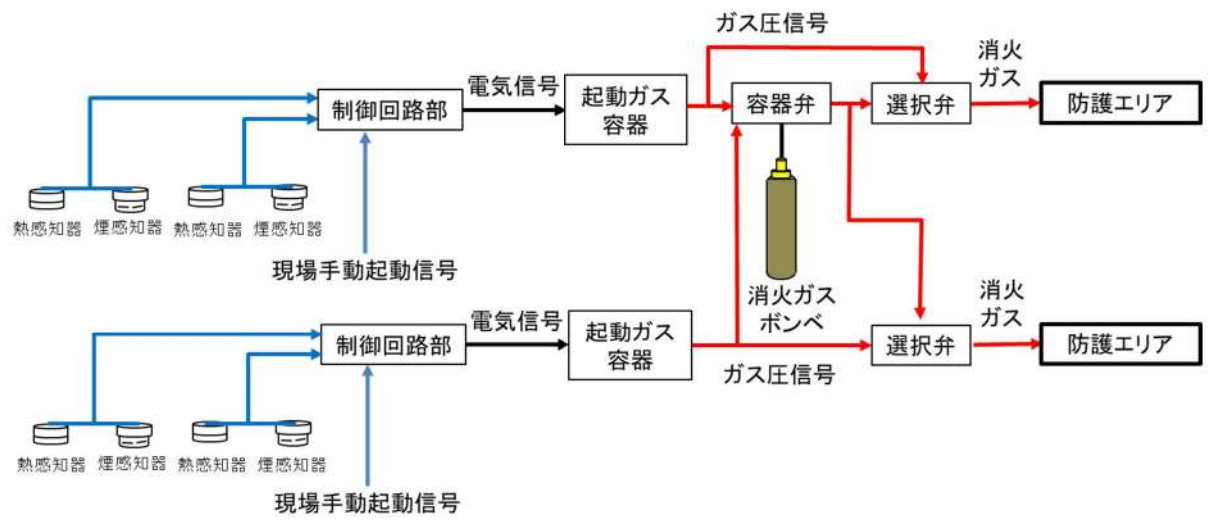 ガス圧信号
消火
ガス
電気信号
起動ガス
容器
制御回路部
容器弁
選択弁
防護エリア
熱感知器
煙感知器
熱感知器
煙感知器
現場手動起動信号
消火ガス
ボンベ
消火
ガス
電気信号
起動ガス
容器
制御回路部
選択弁
防護エリア
ガス圧信号
熱感知器
煙感知器
熱感知器
煙感知器
現場手動起動信号